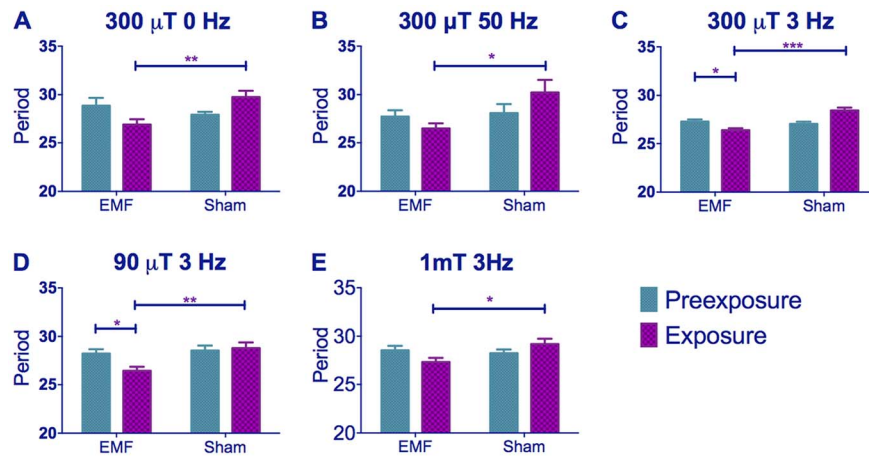 A
300 μT 0 Hz
35
30
25
20
Period
**
EMF
Sham
B
300 μT 50 Hz
35
30
25
20
Period
*
EMF
Sham
C
300 μT 3 Hz
35
30
25
20
Period
*
***
EMF
Sham
D
90 μT 3 Hz
35
30
25
20
Period
*
**
EMF
Sham
E
1mT 3Hz
35
30
25
20
Period
*
EMF
Sham
Preexposure
Exposure